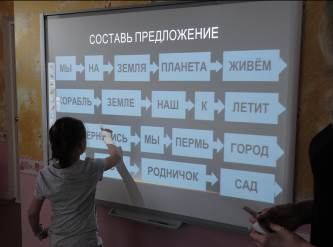 СОСТАВЬ ПРЕДЛОЖЕНИЕ
МЫ НА ЗЕМЛЯ ПЛАНЕТА ЖИВЁМ
КОРАБЛЬ ЗЕМЛЕ НАШ К ЛЕТИТ
МЫ ПЕРМЬ ГОРОД
РОДНИЧОК САД